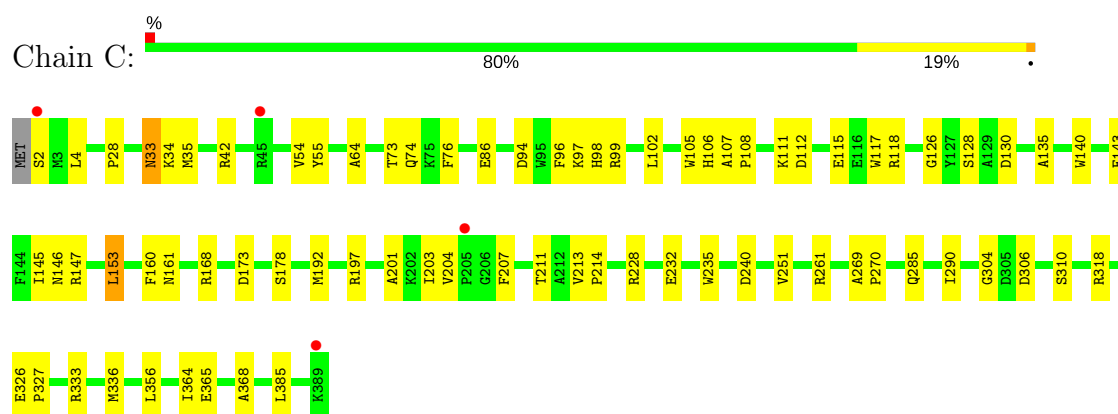 %
Chain C:
80% 19% •
MET S2 M3 L4 P28 N33 K34 M35 R42 R45 V54 Y55 A64 T73 Q74 K75 F76 E86 D94 W95 F96 K97 H98 R99 L102 W105 H106 A107 P108 K111 D112 E115 E116 W117 R118 G126 Y127 S128 A129 D130 A135 W140
F144 I145 N146 R147 L153 F160 N161 R168 D173 S178 M192 R197 A201 K202 I203 V204 P205 G206 F207 T211 A212 V213 P214 R228 E232 W235 D240 V251 R261 A269 P270 Q285 I290 G304 D305 D306 S310 R318
E326 P327 R333 M336 L356 I364 E365 A368 L385 K389